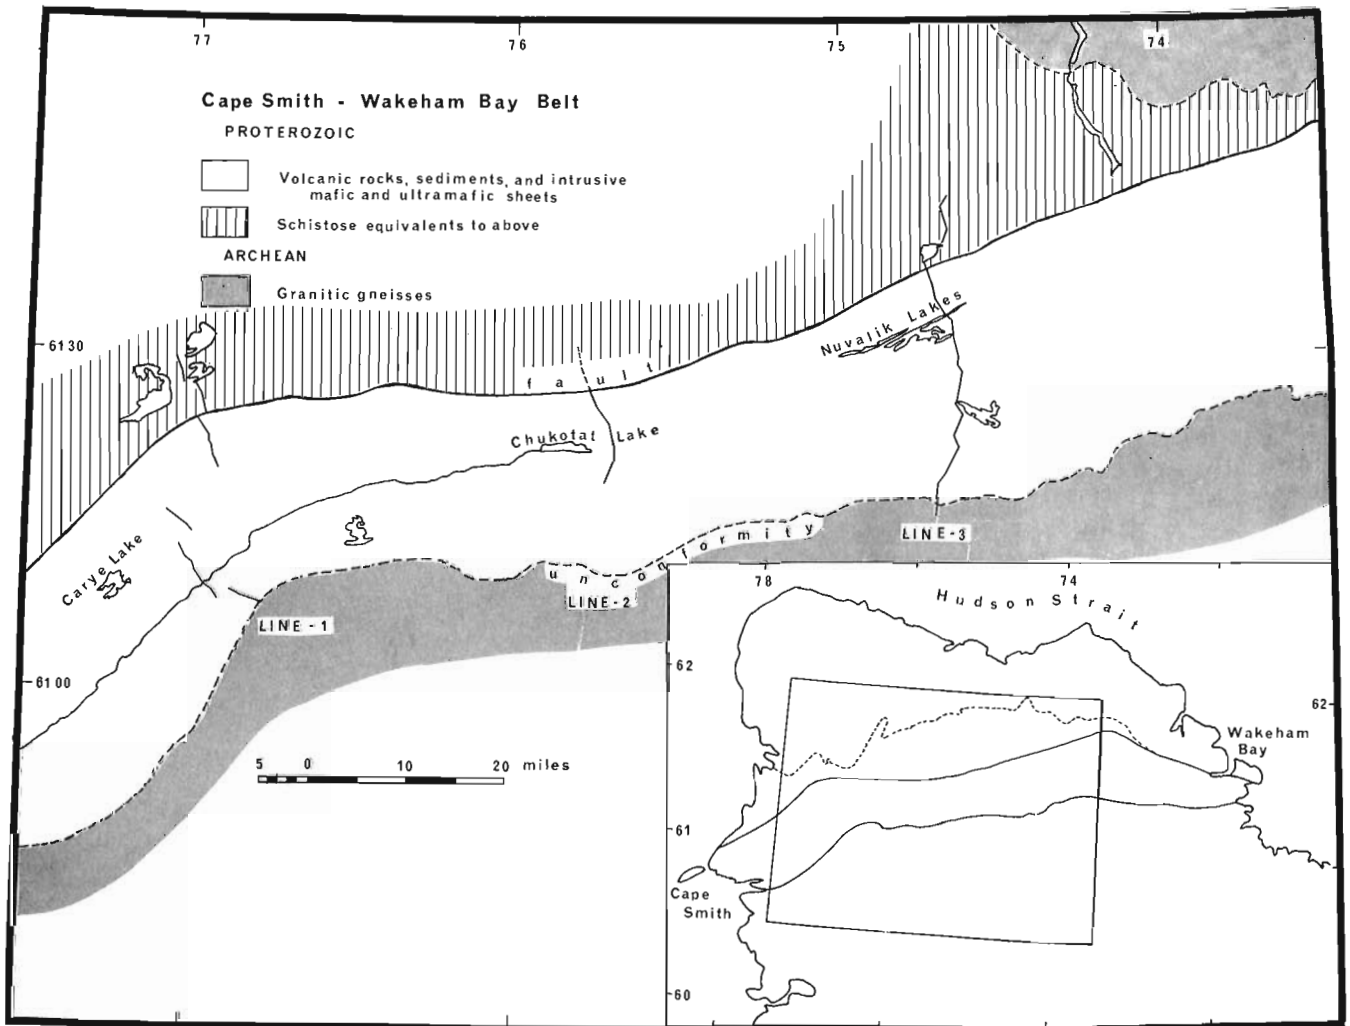 77
76
75
74
Cape Smith - Wakeham Bay Belt
PROTEROZOIC
Volcanic rocks, sediments, and intrusive
mafic and ultramafic sheets
Schistose equivalents to above
ARCHEAN
Granitic gneisses
6130
fault
Nuvalik Lakes
Chukotat Lake
Carye Lake
unconformity
LINE-3
LINE-2
LINE-1
6100
5 0 10 20 miles
78
74
Hudson Strait
62
62
Wakeham
Bay
61
Cape
Smith
60